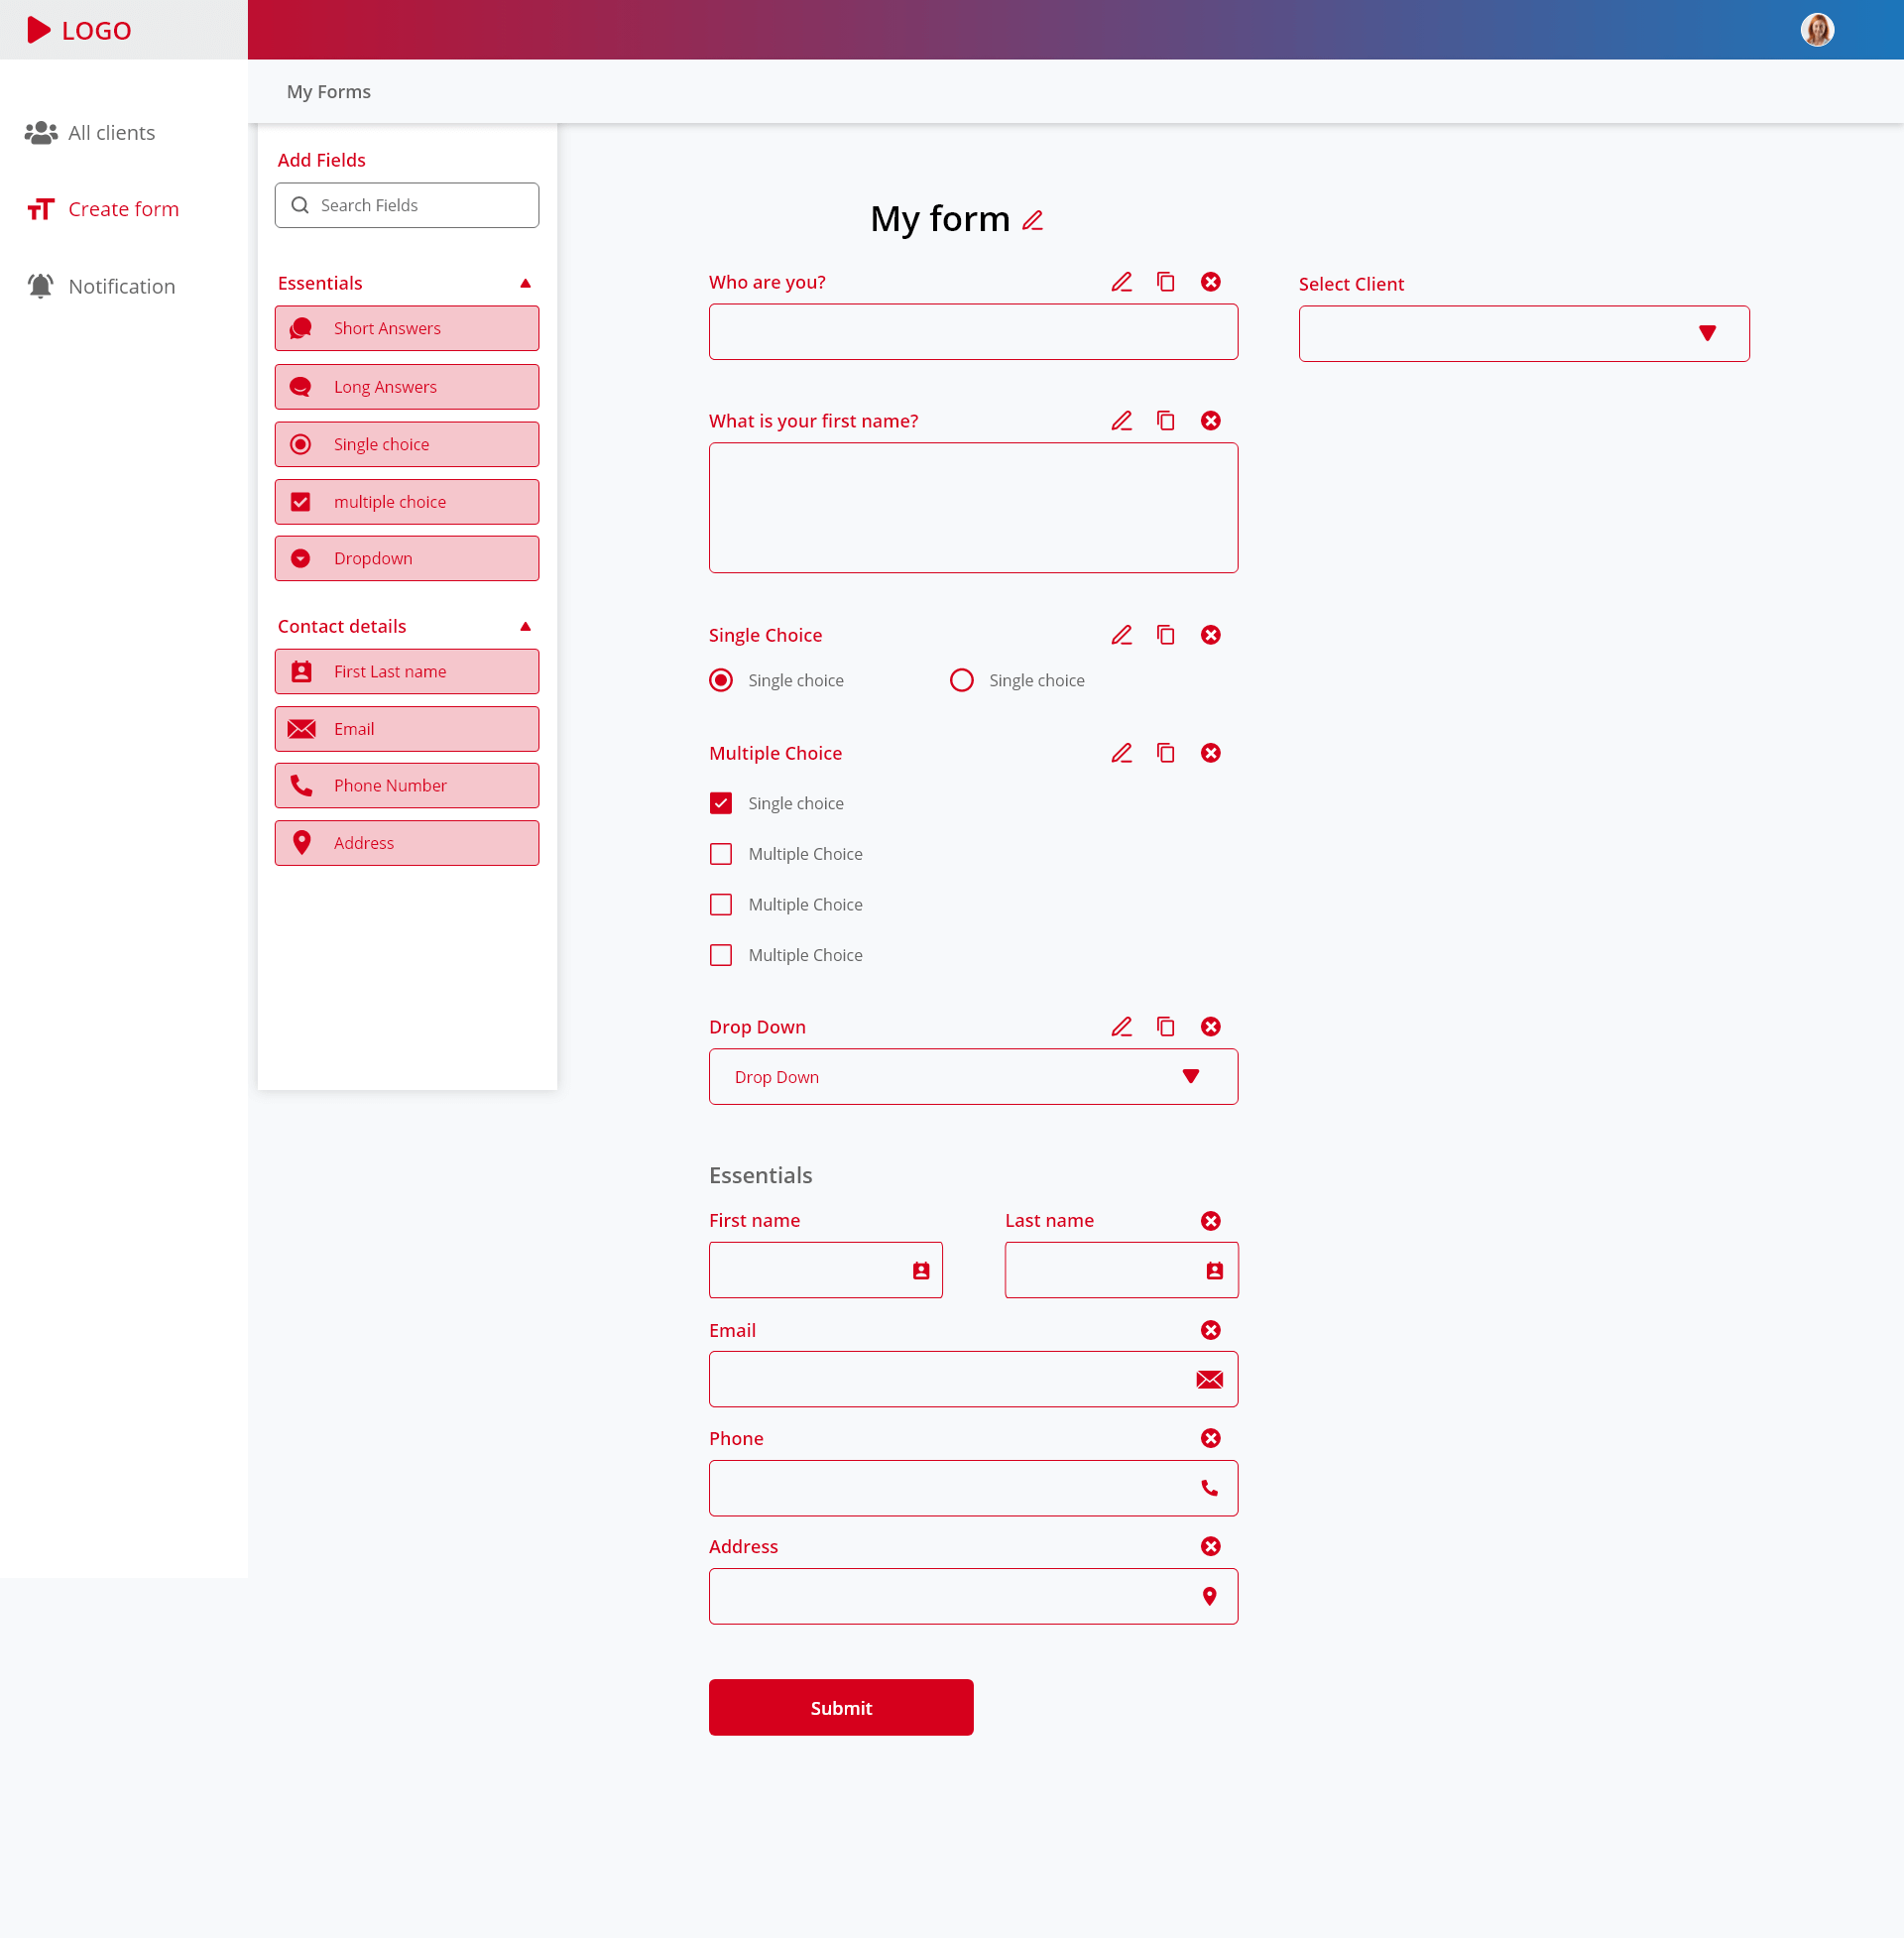 LOGO
My Forms
All clients
Create form
Notification
Add Fields
Search Fields
Essentials
Short Answers
Long Answers
Single choice
multiple choice
Dropdown
Contact details
First Last name
Email
Phone Number
Address
My form
Who are you?
Select Client
What is your first name?
Single Choice
Single choice Single choice
Multiple Choice
Single choice
Multiple Choice
Multiple Choice
Multiple Choice
Drop Down
Drop Down
Essentials
First name Last name
Email
Phone
Address
Submit